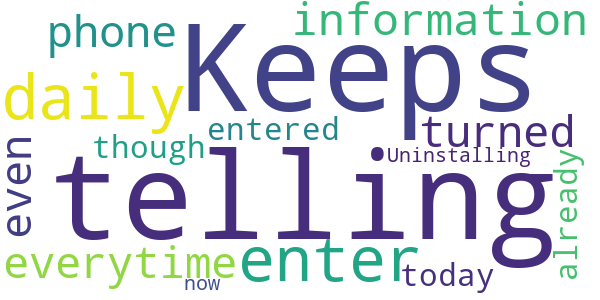 information
phone
Keeps
daily
turned
entered
though
Uninstalling
even
telling
already
everytime
enter
today
now